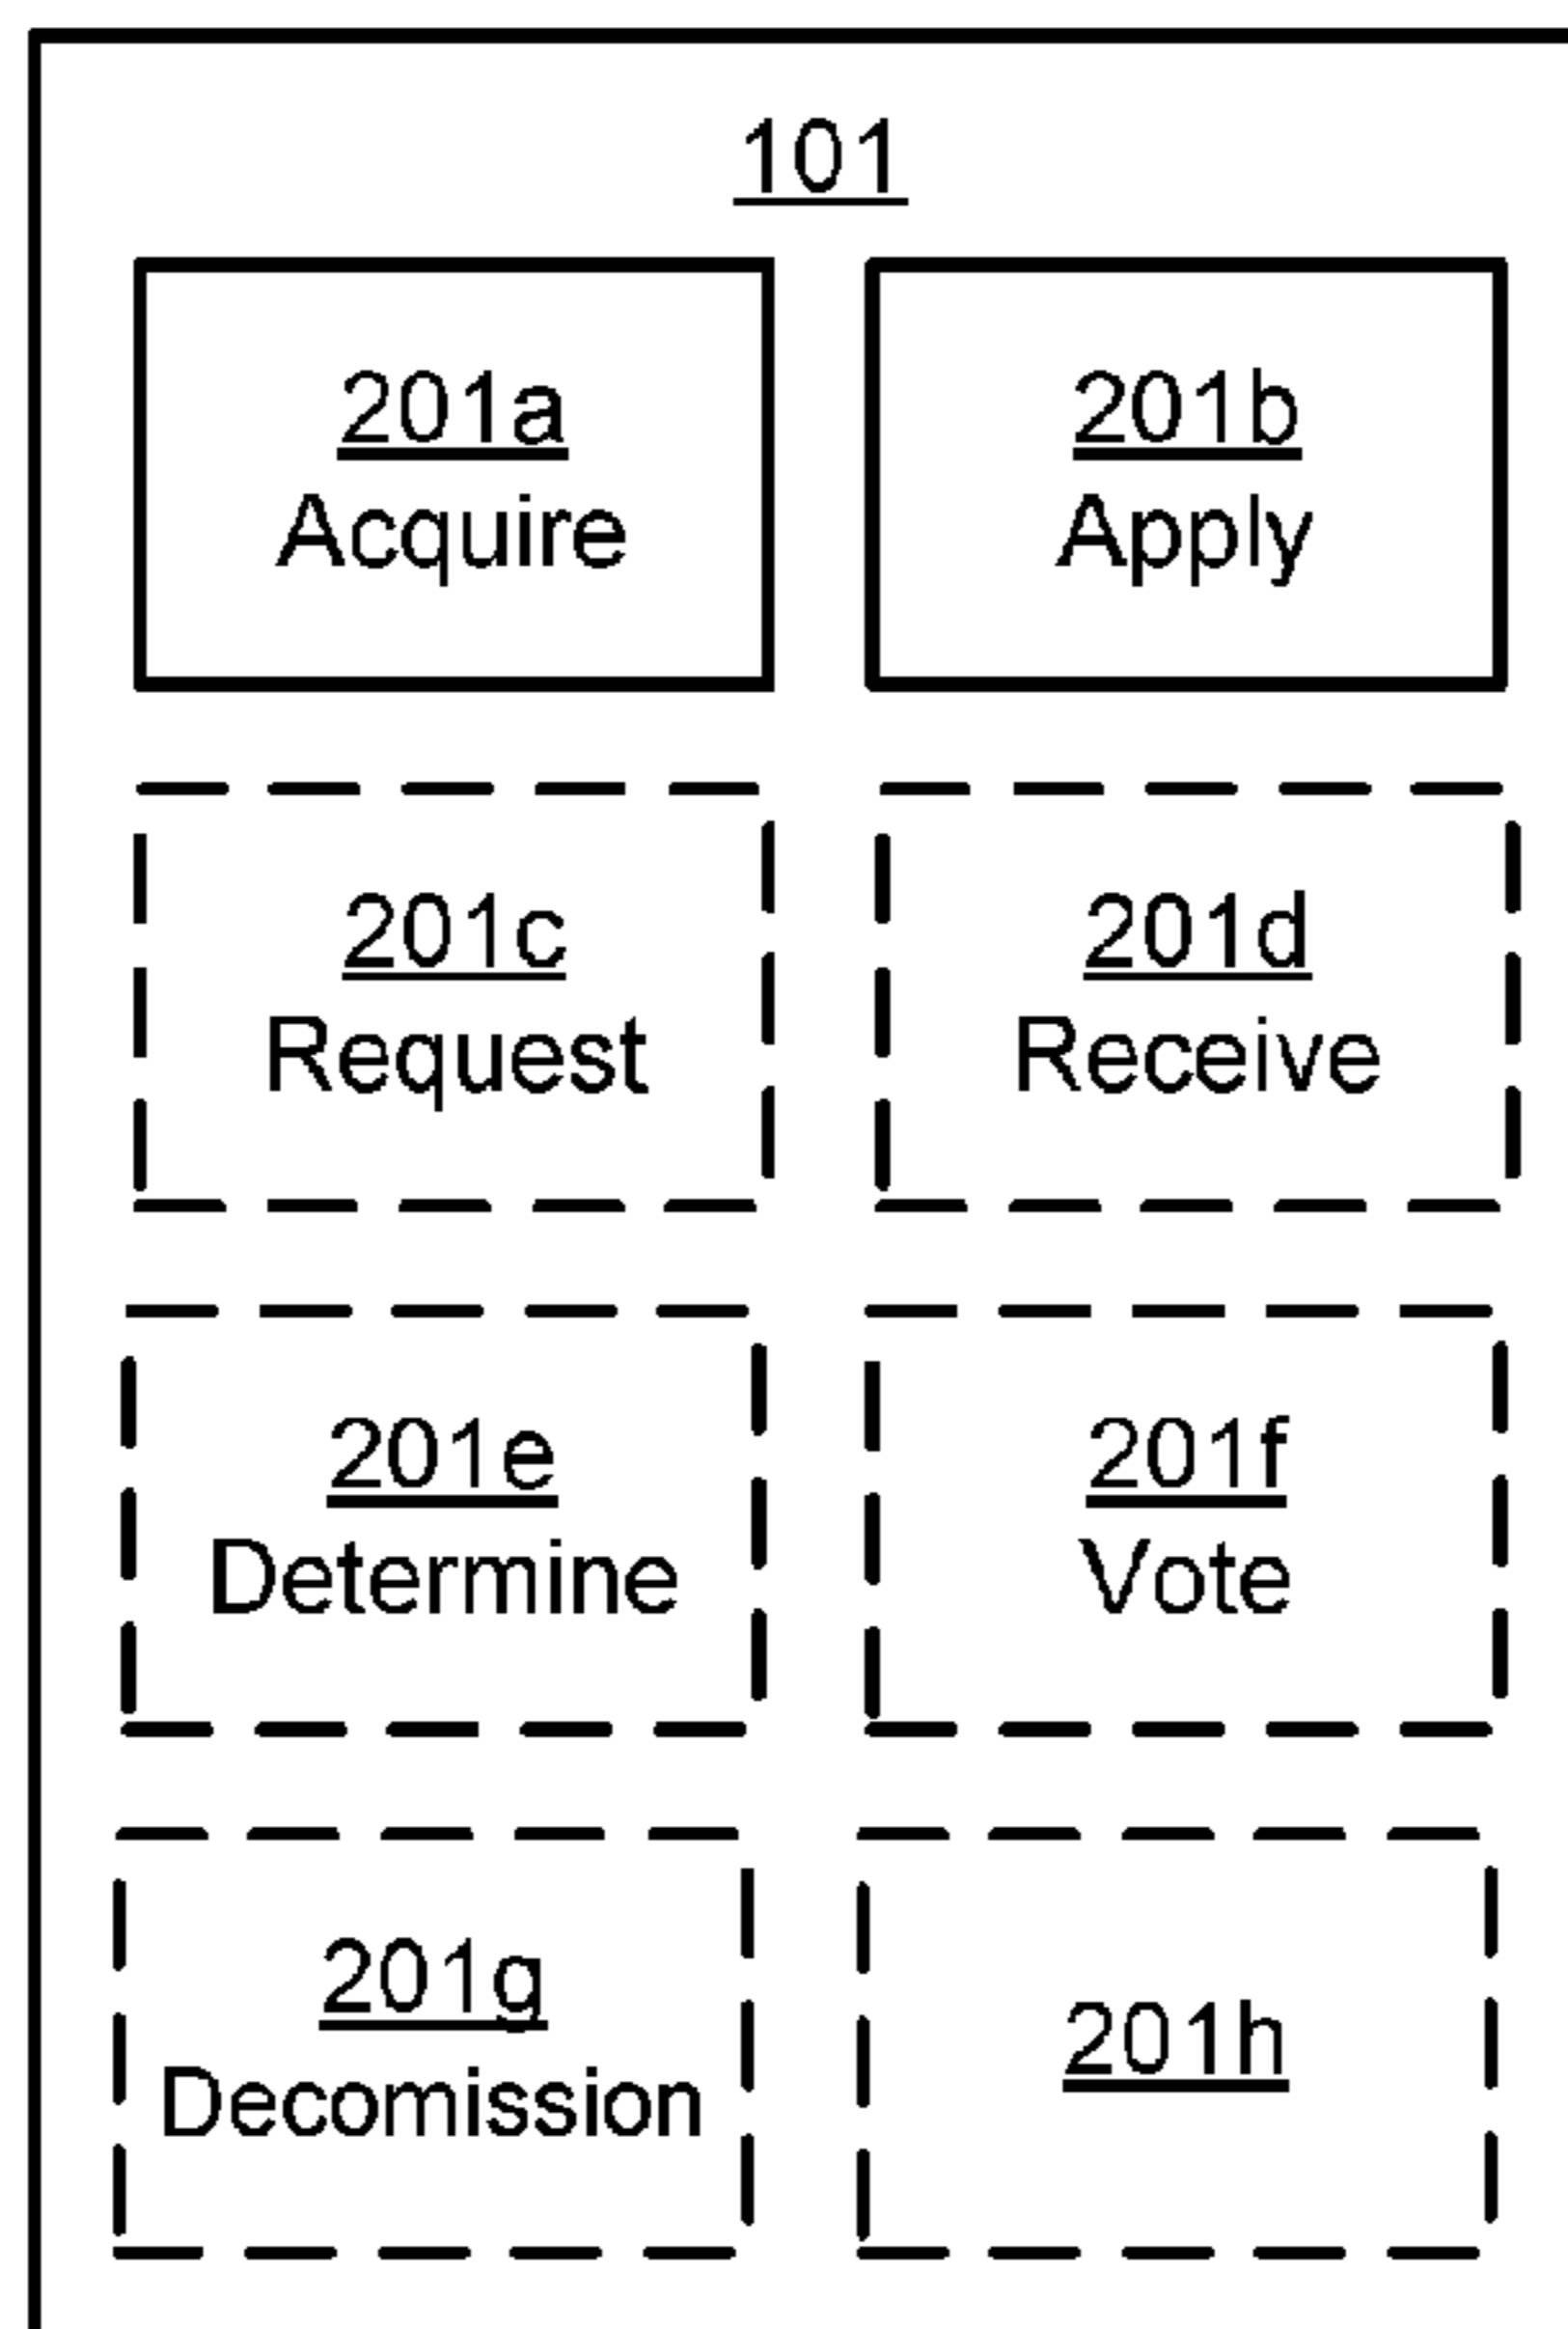 101
201a
Acquire
201b
Apply
201c
Request
201d
Receive
201e
Determine
201f
Vote
201g
Decomission
201h